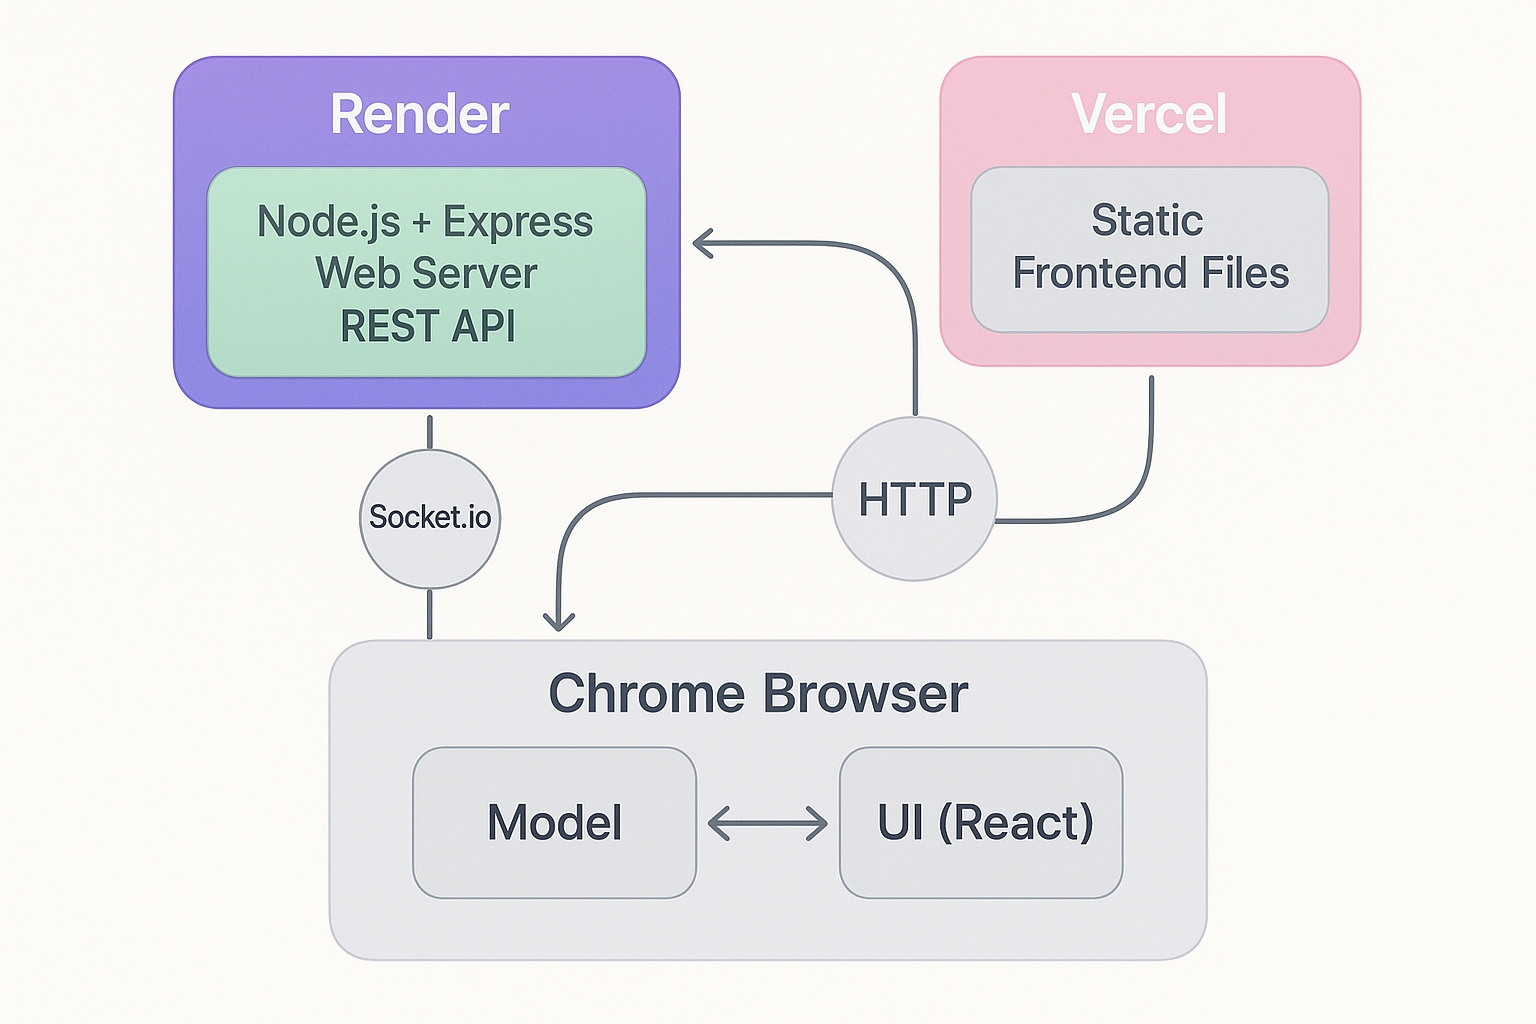 Render
Node.js + Express
Web Server
REST API
Vercel
Static
Frontend Files
Socket.io
HTTP
Chrome Browser
Model
UI (React)